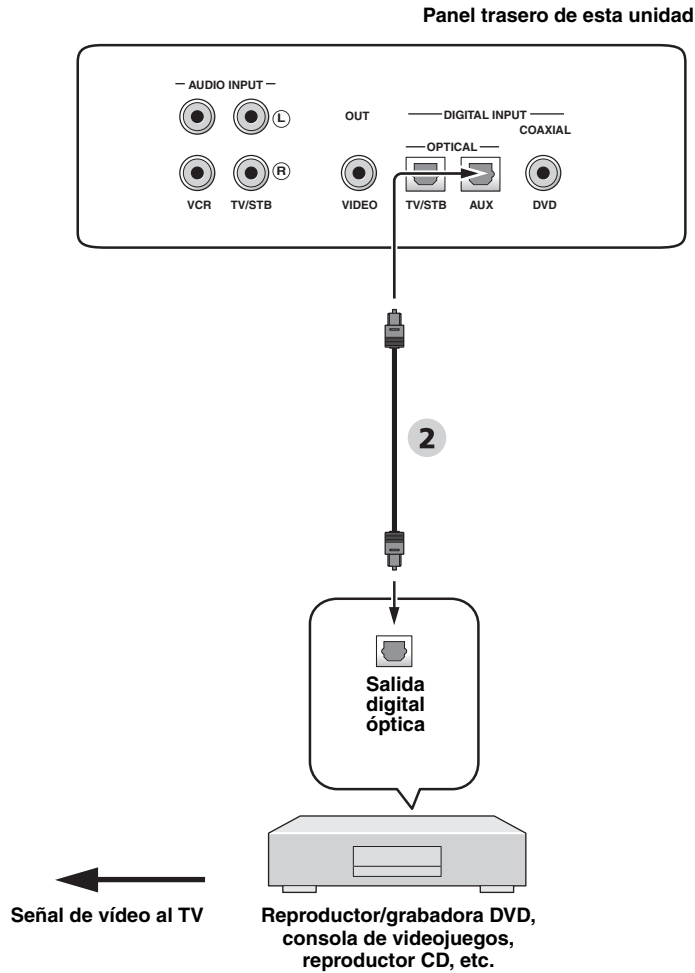 Panel trasero de esta unidad
AUDIO INPUT
L
OUT
DIGITAL INPUT
COAXIAL
OPTICAL
R
VCR
TV/STB
VIDEO
TV/STB
AUX
DVD
2
Salida
digital
óptica
Señal de vídeo al TV
Reproductor/grabadora DVD,
consola de videojuegos,
reproductor CD, etc.